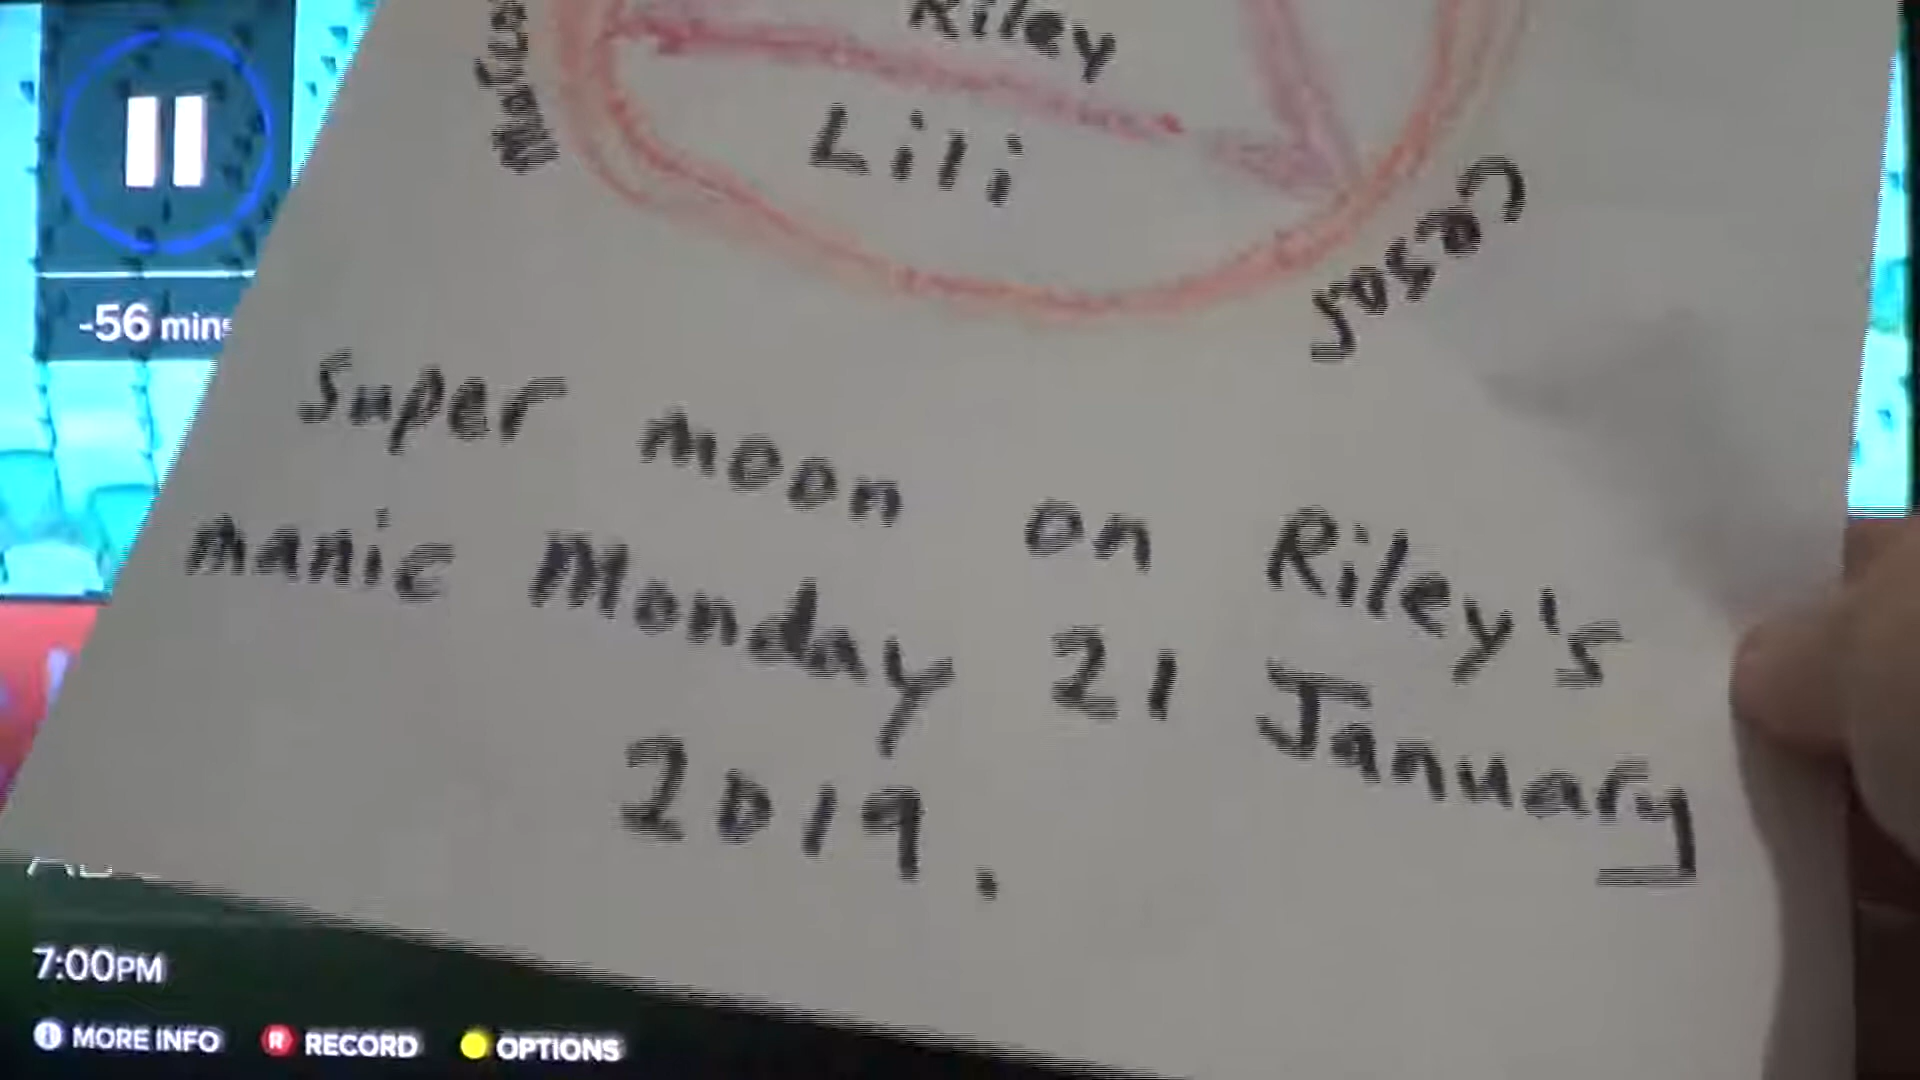 Riley
Lili
-56 mins
Super moon on Riley's
manic Monday 21 January
2019.
7:00PM
i MORE INFO R RECORD OPTIONS